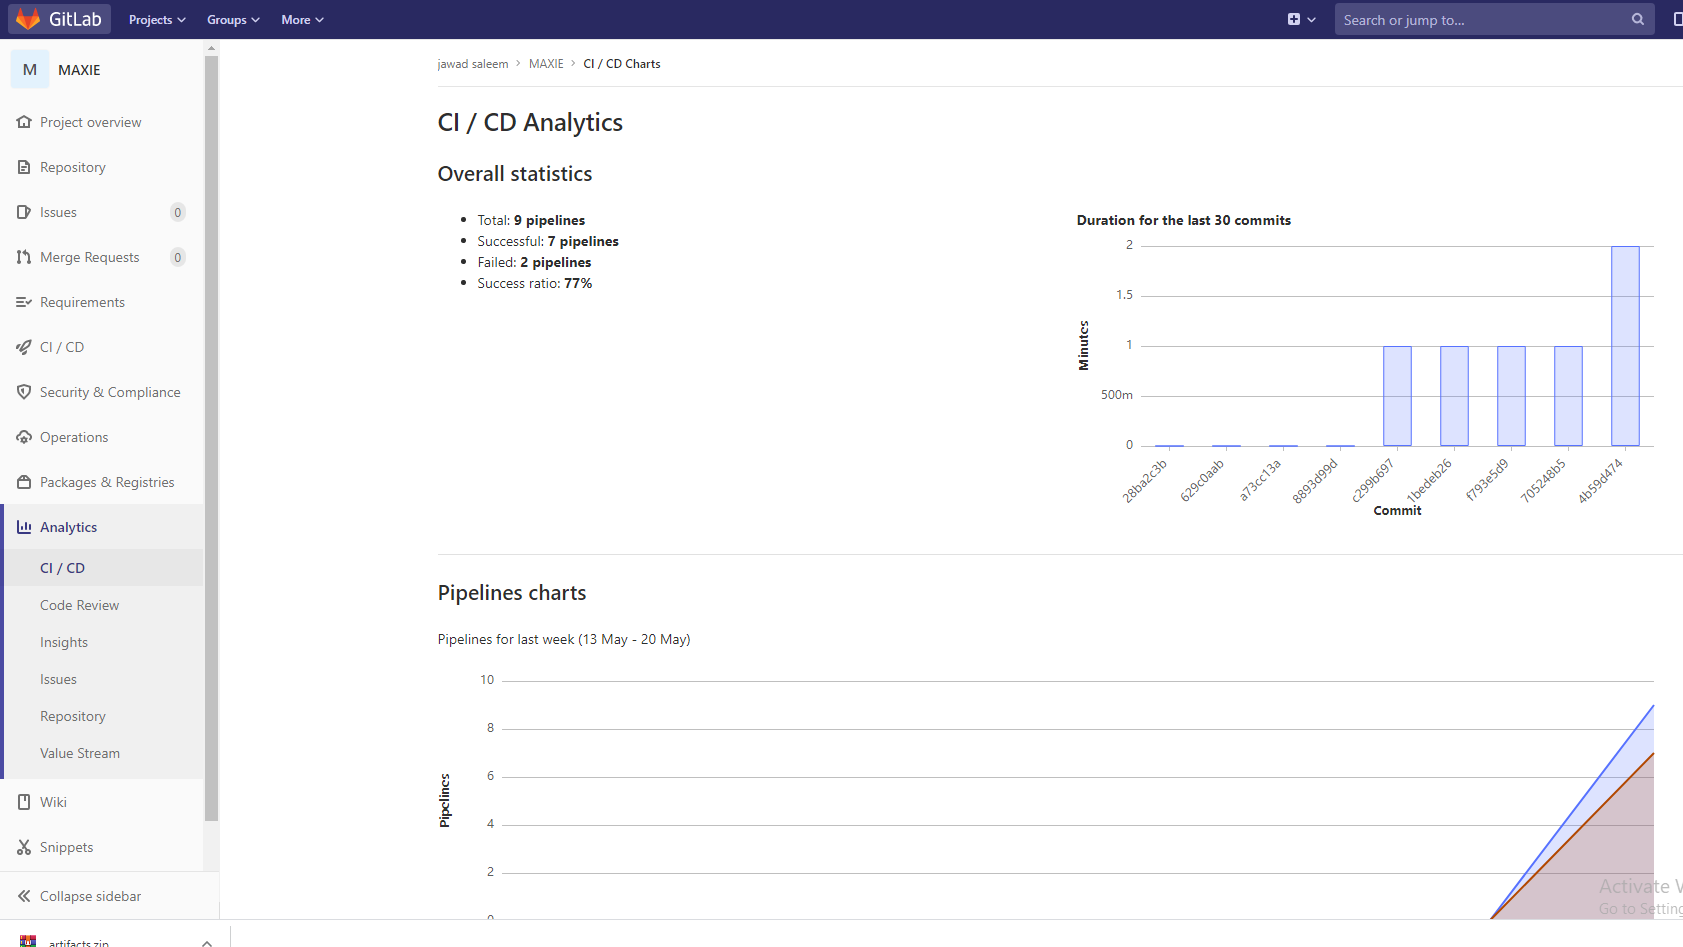 GitLab Projects Groups More Search or jump to...
M MAXIE
Project overview
Repository
Issues 0
Merge Requests 0
Requirements
CI / CD
Security & Compliance
Operations
Packages & Registries
Analytics
CI / CD
Code Review
Insights
Issues
Repository
Value Stream
Wiki
Snippets
Collapse sidebar
artifacts.zip
jawad saleem › MAXIE › CI / CD Charts
CI / CD Analytics
Overall statistics
• Total: 9 pipelines
• Successful: 7 pipelines
• Failed: 2 pipelines
• Success ratio: 77%
Duration for the last 30 commits
2
1.5
1
500m
0
Minutes
28ba2c3b
629c0aab
a73cc13a
8893d99d
c299b697
1bedeb26
f793e5d9
705248b5
4b59d474
Commit
Pipelines charts
Pipelines for last week (13 May - 20 May)
10
8
6
4
2
0
Pipelines
Activate
Go to Setting